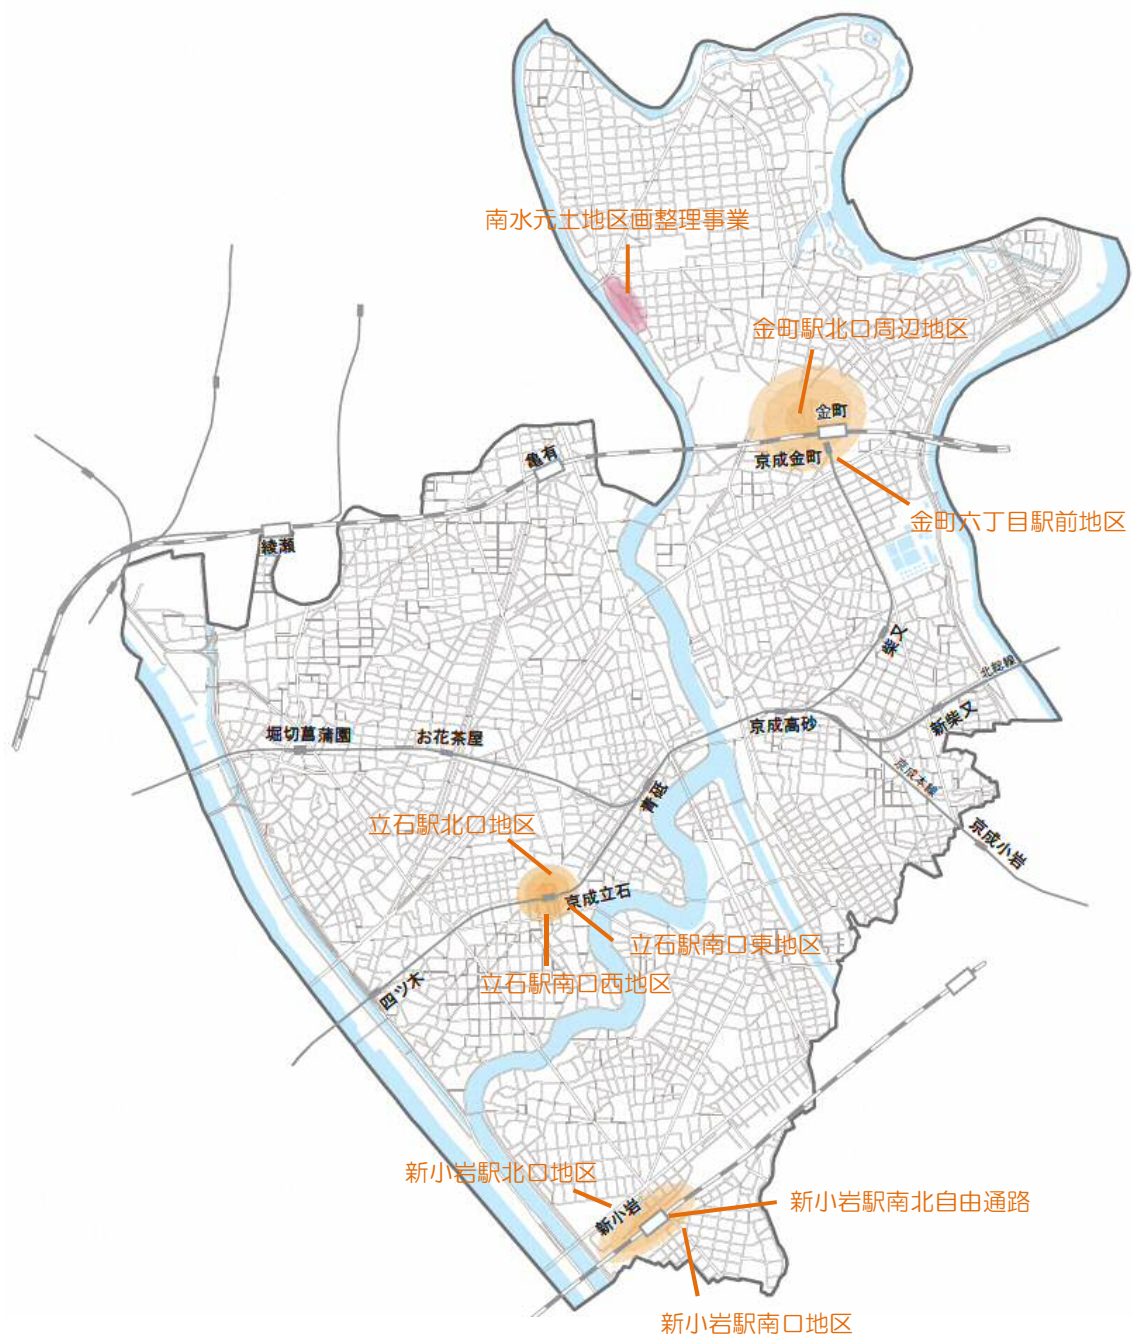 南水元土地区画整理事業
金町駅北口周辺地区
金町
亀有
京成金町
金町六丁目駅前地区
綾瀬
柴又
北総線
堀切菖蒲園
お花茶屋
京成高砂
新柴又
京成本線
青砥
立石駅北口地区
京成小岩
京成立石
立石駅南口東地区
四ツ木
立石駅南口西地区
新小岩駅北口地区
新小岩
新小岩駅南北自由通路
新小岩駅南口地区